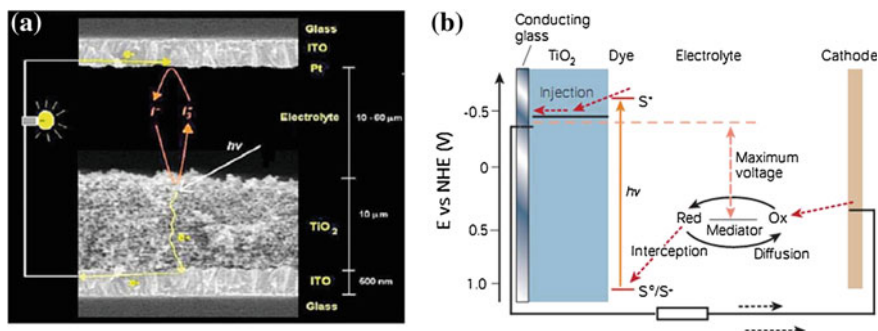 (a)
Glass
ITO
Pt
Electrolyte
10 - 60 μm
I-
I3-
hν
10 μm
TiO2
e-
ITO
600 nm
Glass
(b)
Conducting
glass
TiO2 Dye Electrolyte Cathode
Injection
S*
-0.5
0
0.5
1.0
E vs NHE (V)
hν
Maximum
voltage
Red Ox
Mediator
Interception
Diffusion
S°/S+